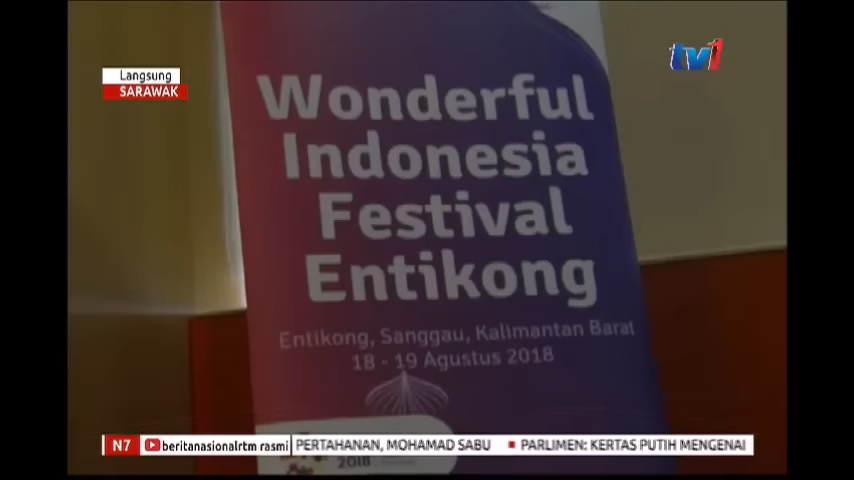 tv1
Langsung
SARAWAK
Wonderful
Indonesia
Festival
Entikong
Entikong, Sanggau, Kalimantan Barat
18 - 19 Agustus 2018
2018
N7 beritanasionalrtm rasmi PERTAHANAN, MOHAMAD SABU ▪ PARLIMEN: KERTAS PUTIH MENGENAI